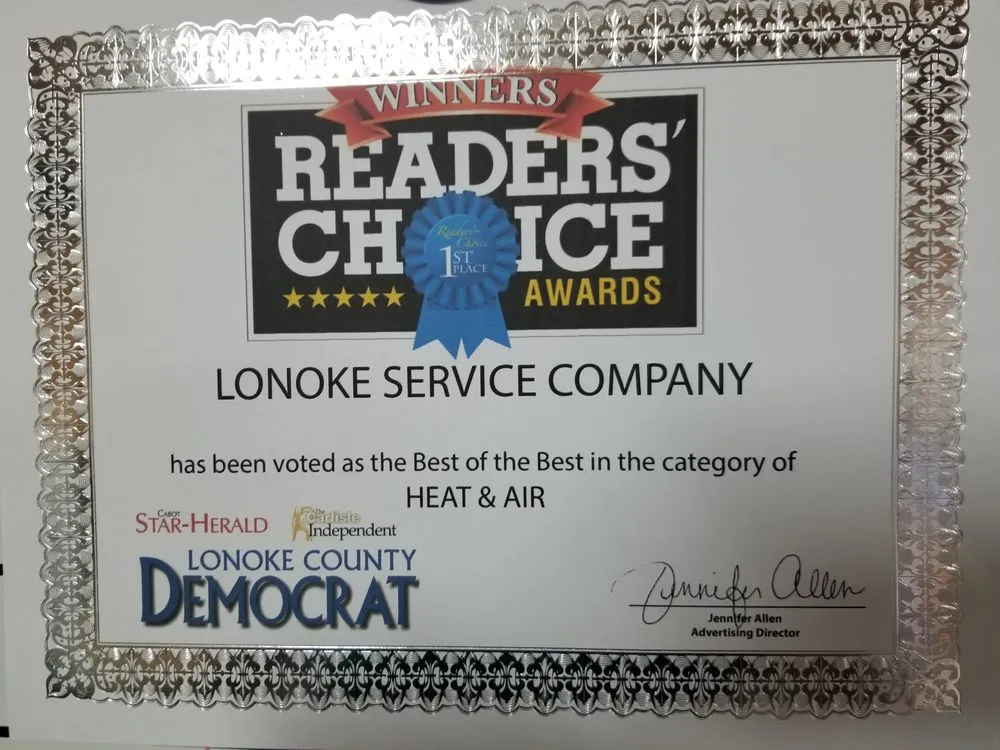 WINNERS
READERS'
CHOICE
Readers'
Choice
1ST
PLACE
AWARDS
LONOKE SERVICE COMPANY
has been voted as the Best of the Best in the category of
HEAT & AIR
CABOT
STAR-HERALD
The
Carlisle
Independent
LONOKE COUNTY
DEMOCRAT
Jennifer Allen
Jennifer Allen
Advertising Director